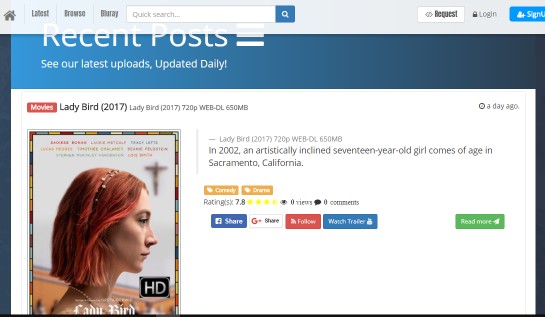 Latest Browse Bluray Quick search... Request Login SignU
Recent Posts
See our latest uploads, Updated Daily!
Movies Lady Bird (2017) Lady Bird (2017) 720p WEB-DL 650MB a day ago.
— Lady Bird (2017) 720p WEB-DL 650MB
In 2002, an artistically inclined seventeen-year-old girl comes of age in
Sacramento, California.
Comedy Drama
Rating(s): 7.8 0 views 0 comments
Share G+ Share Follow Watch Trailer Read more
SAOIRSE RONAN LAURIE METCALF TRACY LETTS
LUCAS HEDGES TIMOTHÉE CHALAMET BEANIE FELDSTEIN
STEPHEN MCKINLEY HENDERSON LOIS SMITH
HD
Lady Bird